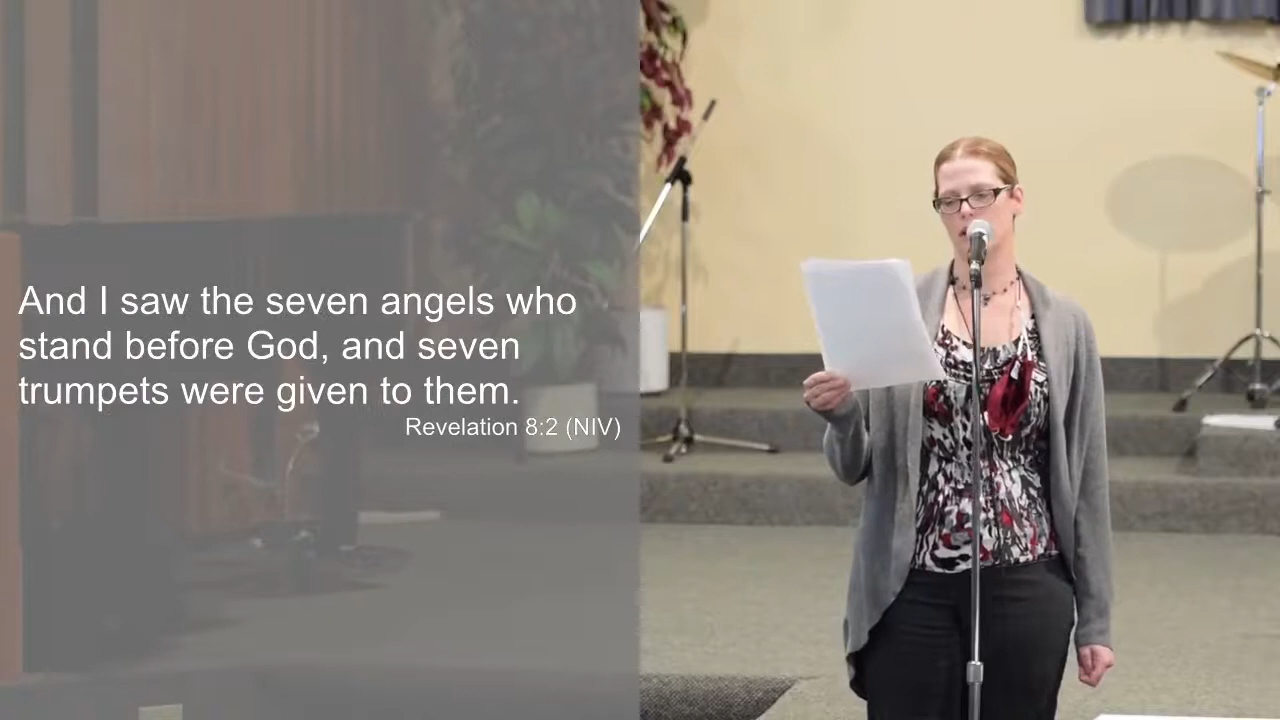 And I saw the seven angels who
stand before God, and seven
trumpets were given to them.
Revelation 8:2 (NIV)